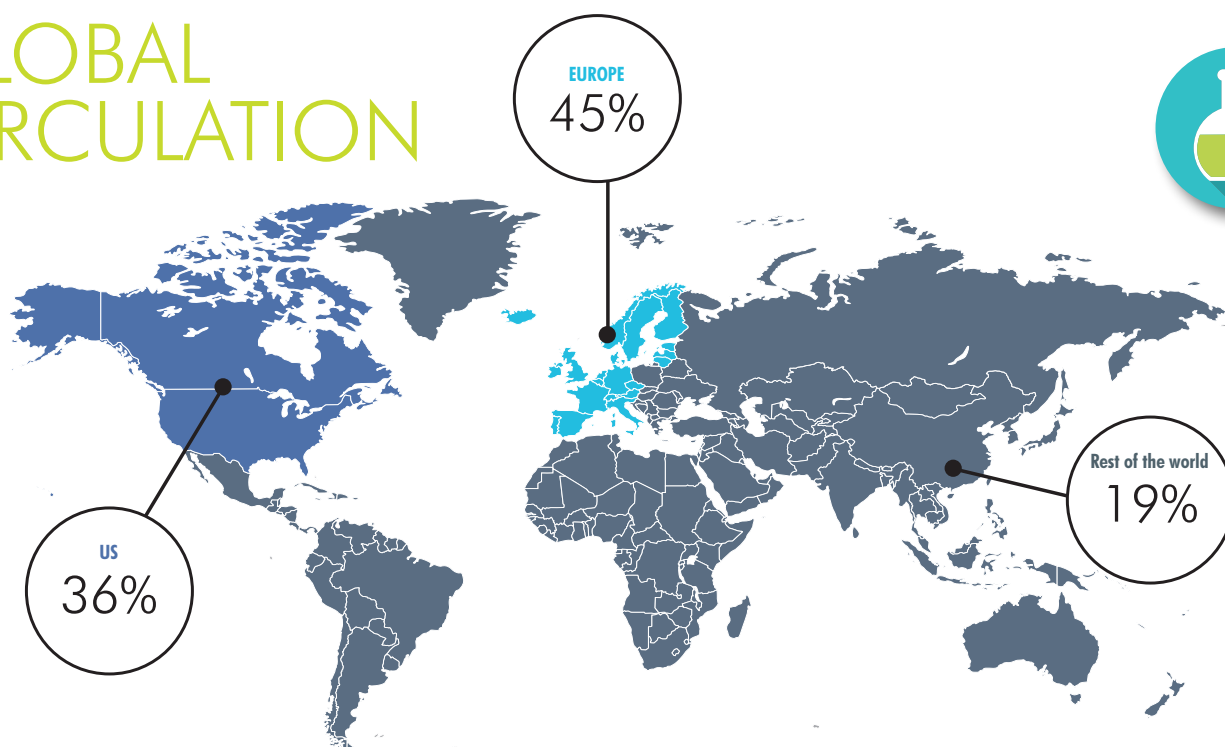 LOBAL
RCULATION
EUROPE
45%
Rest of the world
19%
US
36%